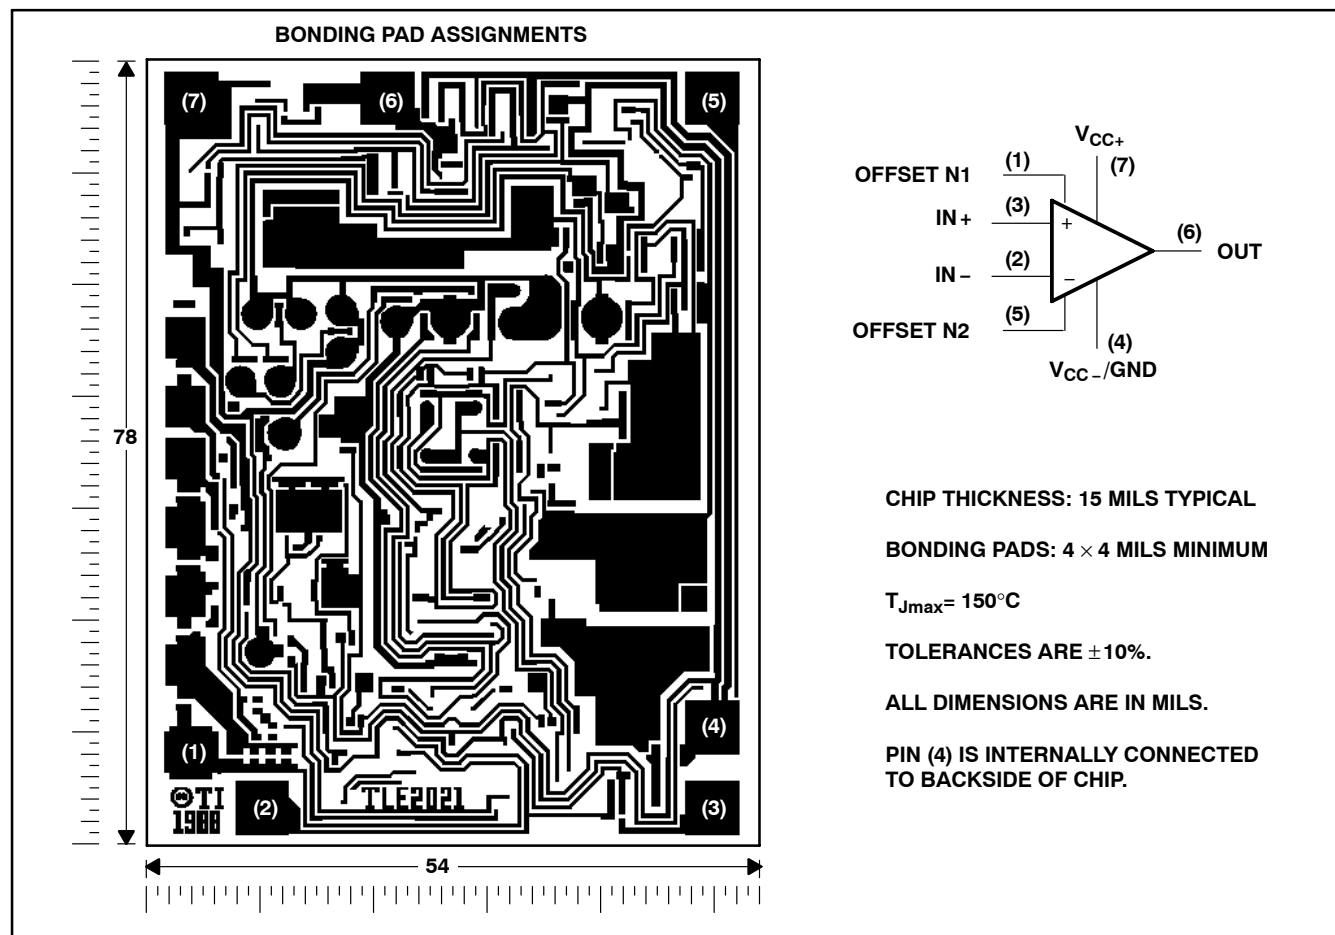 BONDING PAD ASSIGNMENTS
(7)
(6)
(5)
78
(4)
(1)
(2)
(3)
©TI
1988
TLE2021
54
VCC+
(7)
OFFSET N1
(1)
IN+
(3)
+
(6)
OUT
IN−
(2)
−
OFFSET N2
(5)
(4)
VCC−/GND
CHIP THICKNESS: 15 MILS TYPICAL
BONDING PADS: 4 × 4 MILS MINIMUM
TJmax= 150°C
TOLERANCES ARE ±10%.
ALL DIMENSIONS ARE IN MILS.
PIN (4) IS INTERNALLY CONNECTED
TO BACKSIDE OF CHIP.